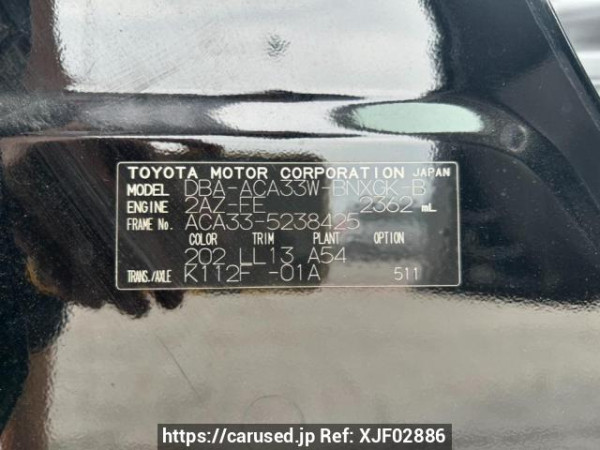 TOYOTA MOTOR CORPORATION JAPAN
MODEL DBA-ACA33W-BNXGK-B
ENGINE 2AZ-FE 2362 mL
FRAME No. ACA33-5238425
COLOR TRIM PLANT OPTION
202 LL13 A54
TRANS./AXLE K112F -01A 511
https://carused.jp Ref: XJF02886